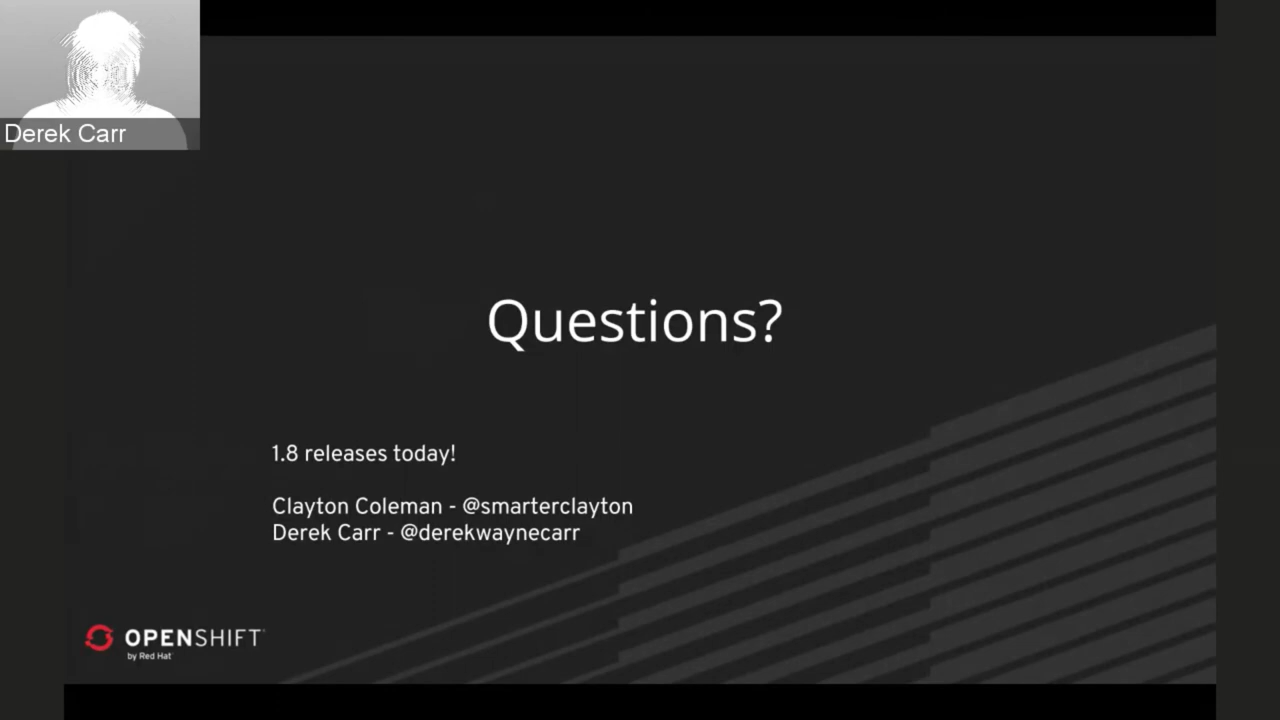 Derek Carr
Questions?
1.8 releases today!
Clayton Coleman - @smarterclayton
Derek Carr - @derekwaynecarr
OPENSHIFT
by Red Hat